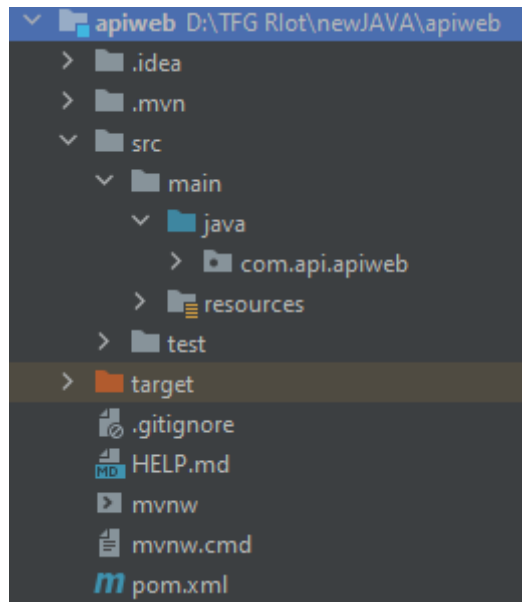 apiweb D:\TFG RIot\newJAVA\apiweb
.idea
.mvn
src
main
java
com.api.apiweb
resources
test
target
.gitignore
MD HELP.md
mvnw
mvnw.cmd
m pom.xml